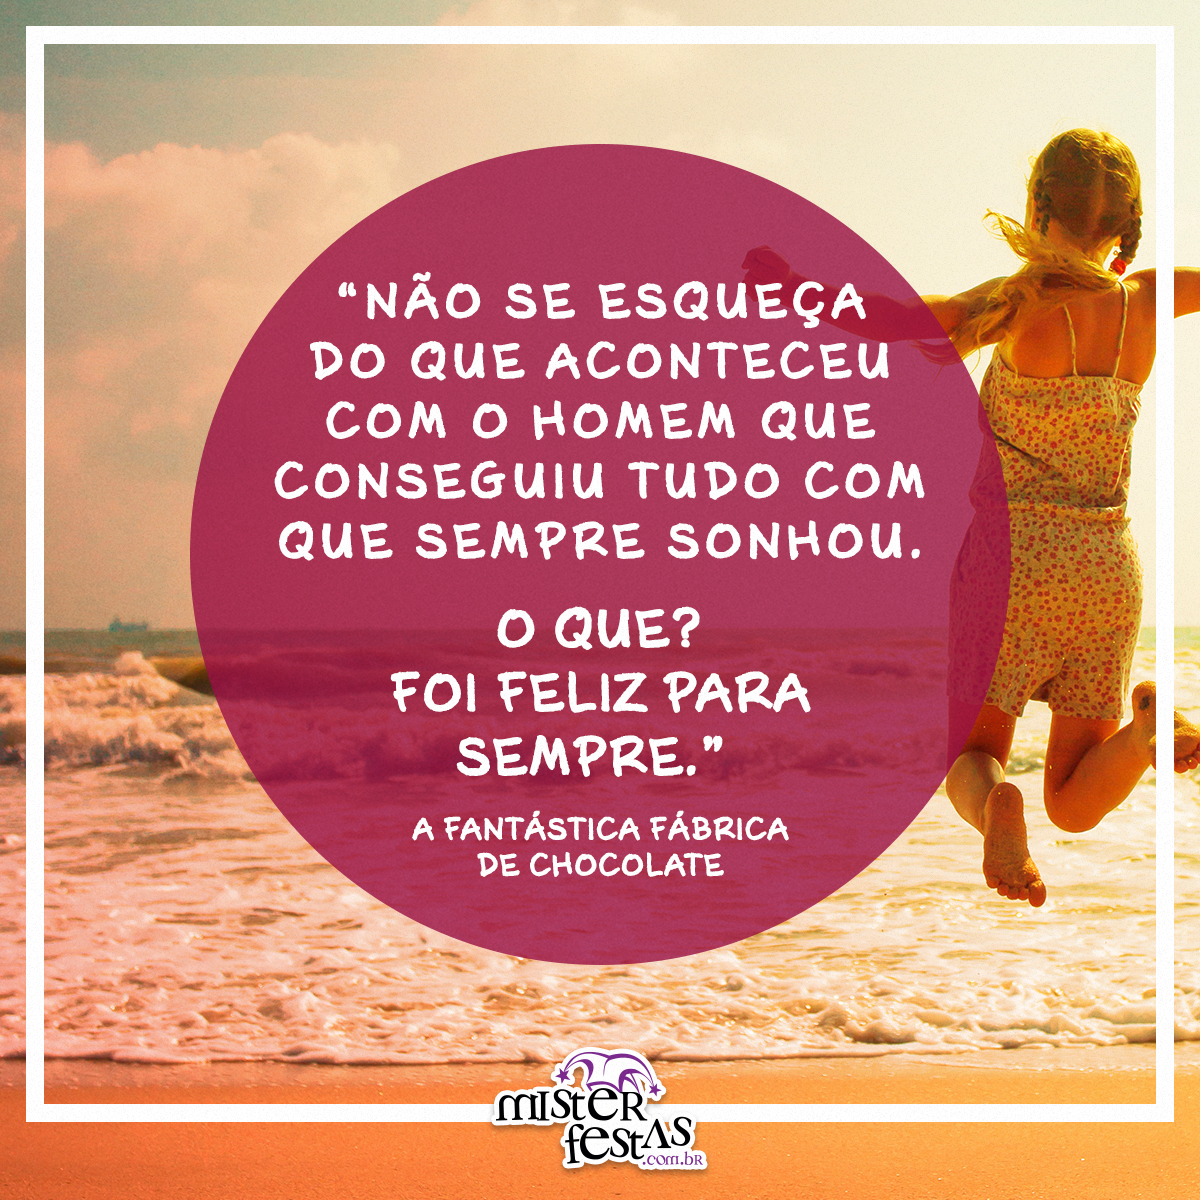 “NÃO SE ESQUEÇA
DO QUE ACONTECEU
COM O HOMEM QUE
CONSEGUIU TUDO COM
QUE SEMPRE SONHOU.
O QUE?
FOI FELIZ PARA
SEMPRE.”
A FANTÁSTICA FÁBRICA
DE CHOCOLATE
MISTER
FESTAS
.COM.BR